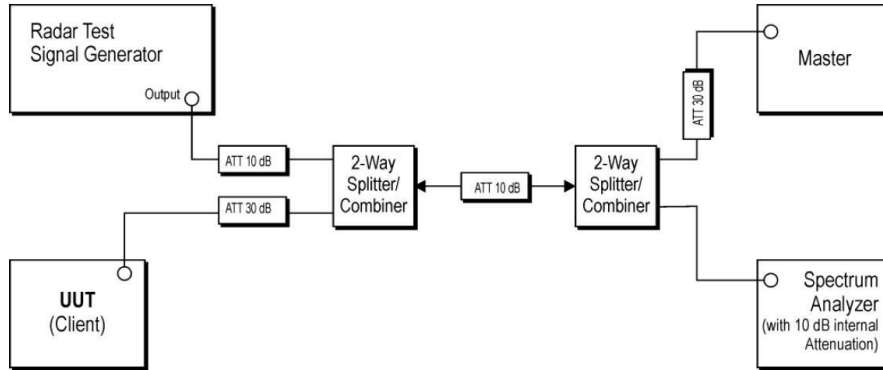 Radar Test
Signal Generator
Output
ATT 10 dB
ATT 30 dB
2-Way
Splitter/
Combiner
ATT 10 dB
2-Way
Splitter/
Combiner
ATT 30 dB
Master
UUT
(Client)
Spectrum
Analyzer
(with 10 dB internal
Attenuation)